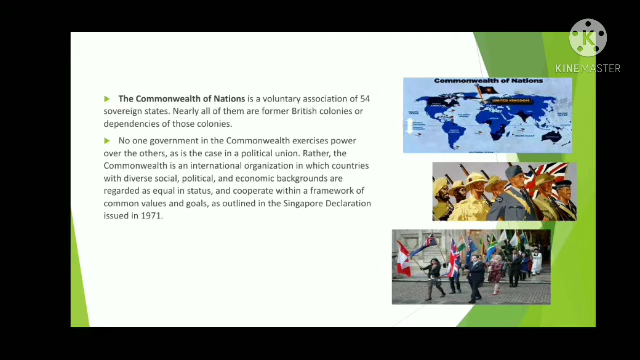 KINEMASTER
The Commonwealth of Nations is a voluntary association of 54
sovereign states. Nearly all of them are former British colonies or
dependencies of those colonies.
No one government in the Commonwealth exercises power
over the others, as is the case in a political union. Rather, the
Commonwealth is an international organization in which countries
with diverse social, political, and economic backgrounds are
regarded as equal in status, and cooperate within a framework of
common values and goals, as outlined in the Singapore Declaration
issued in 1971.
Commonwealth of Nations
UNITED KINGDOM